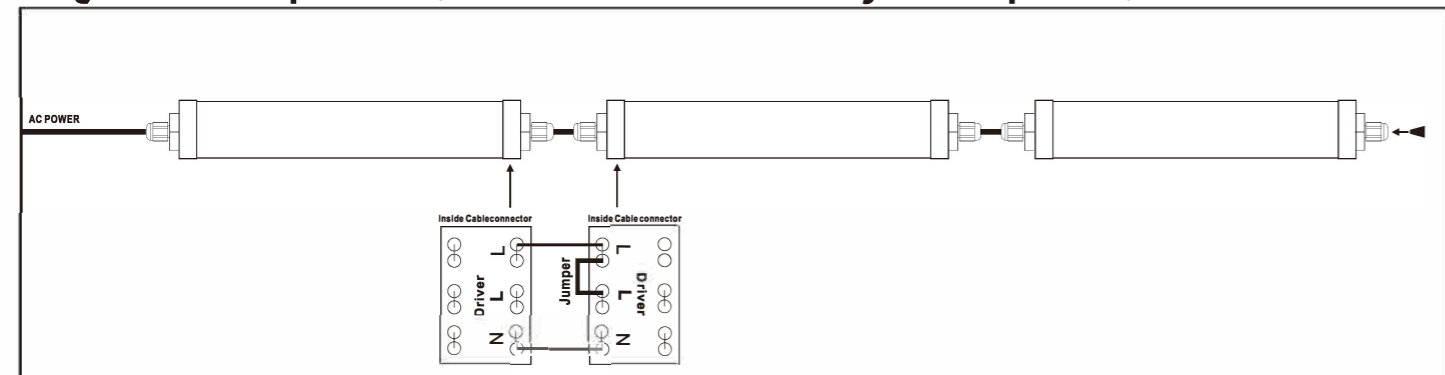 AC POWER
Inside Cableconnector
Inside Cable connector
L
Driver
L
N
Jumper
L
L
Driver
N